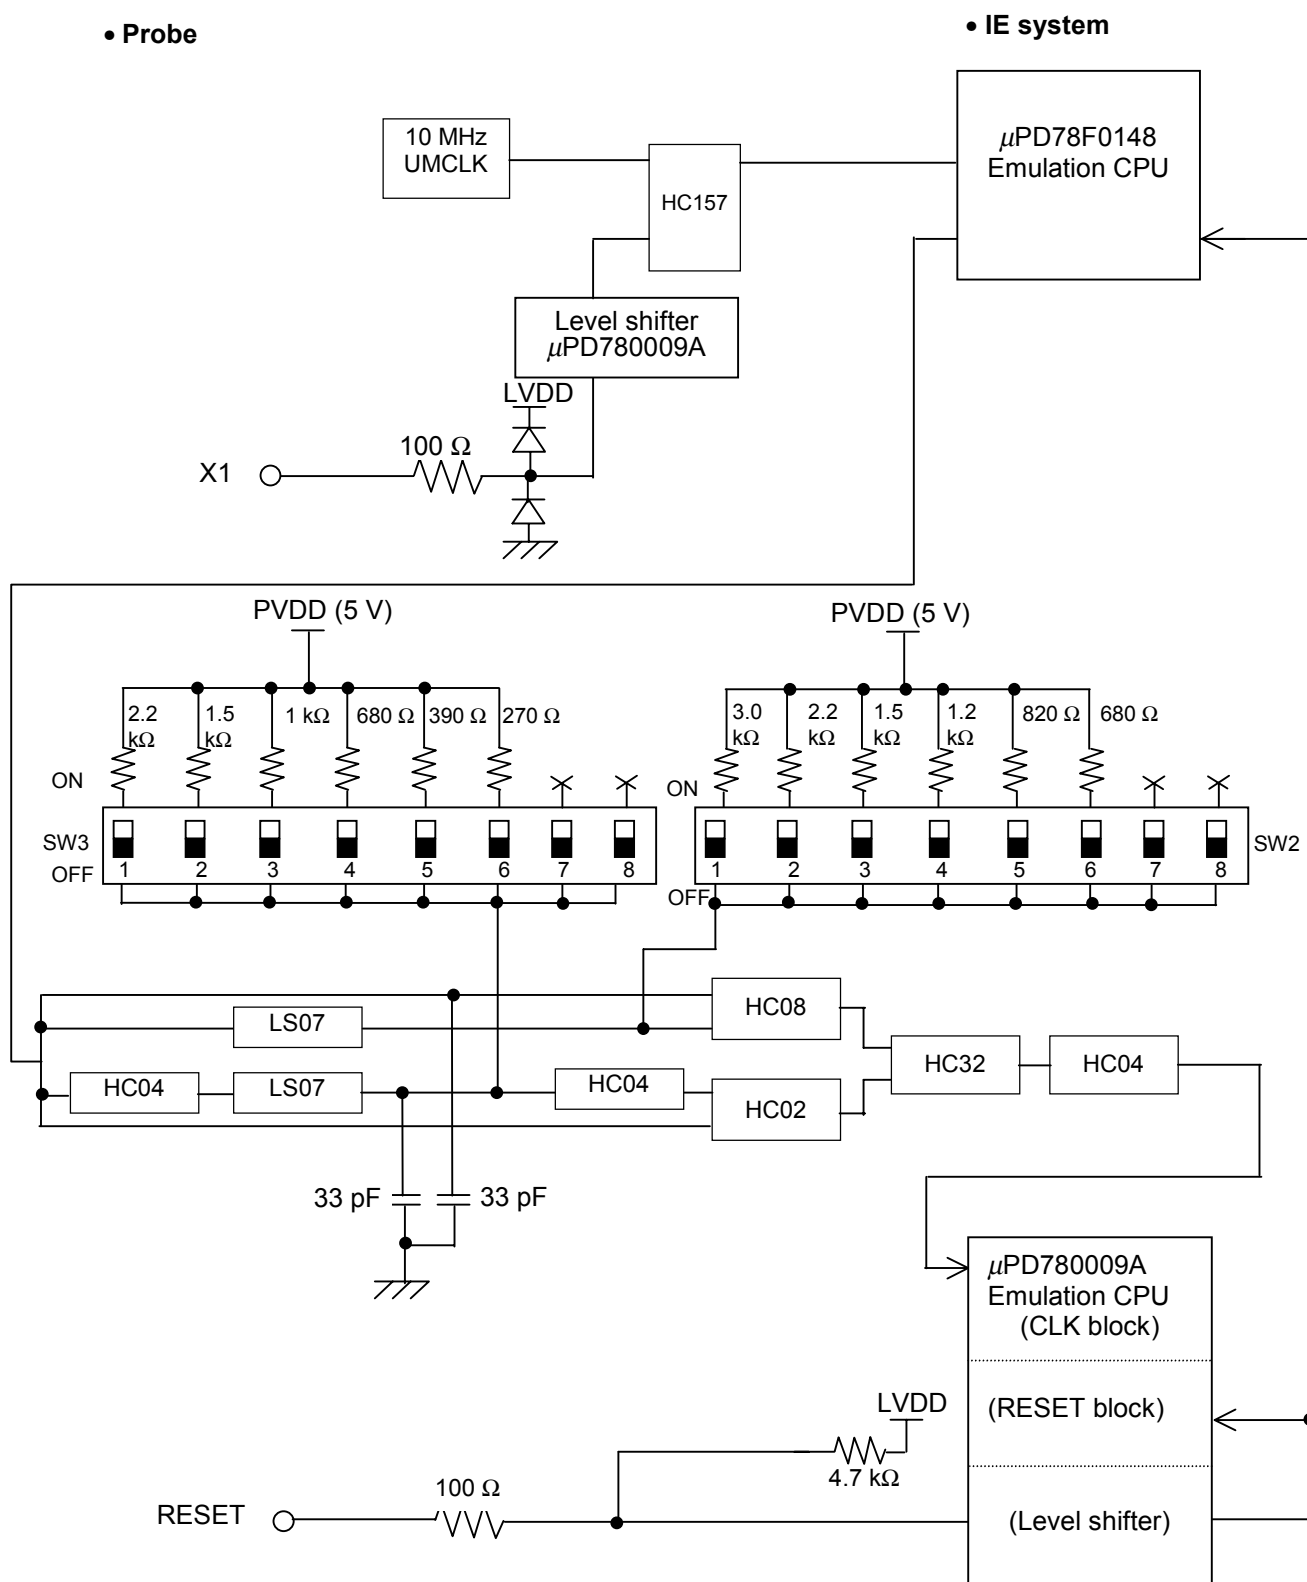 • Probe
• IE system
10 MHz
UMCLK
HC157
μPD78F0148
Emulation CPU
Level shifter
μPD780009A
LVDD
100 Ω
X1
PVDD (5 V)
PVDD (5 V)
2.2
kΩ
1.5
kΩ
1 kΩ
680 Ω
390 Ω
270 Ω
3.0
kΩ
2.2
kΩ
1.5
kΩ
1.2
kΩ
820 Ω
680 Ω
ON
ON
SW3
SW2
OFF
1 2 3 4 5 6 7 8
OFF
1 2 3 4 5 6 7 8
LS07
HC08
HC04
LS07
HC04
HC02
HC32
HC04
33 pF
33 pF
μPD780009A
Emulation CPU
(CLK block)
LVDD
(RESET block)
4.7 kΩ
100 Ω
RESET
(Level shifter)